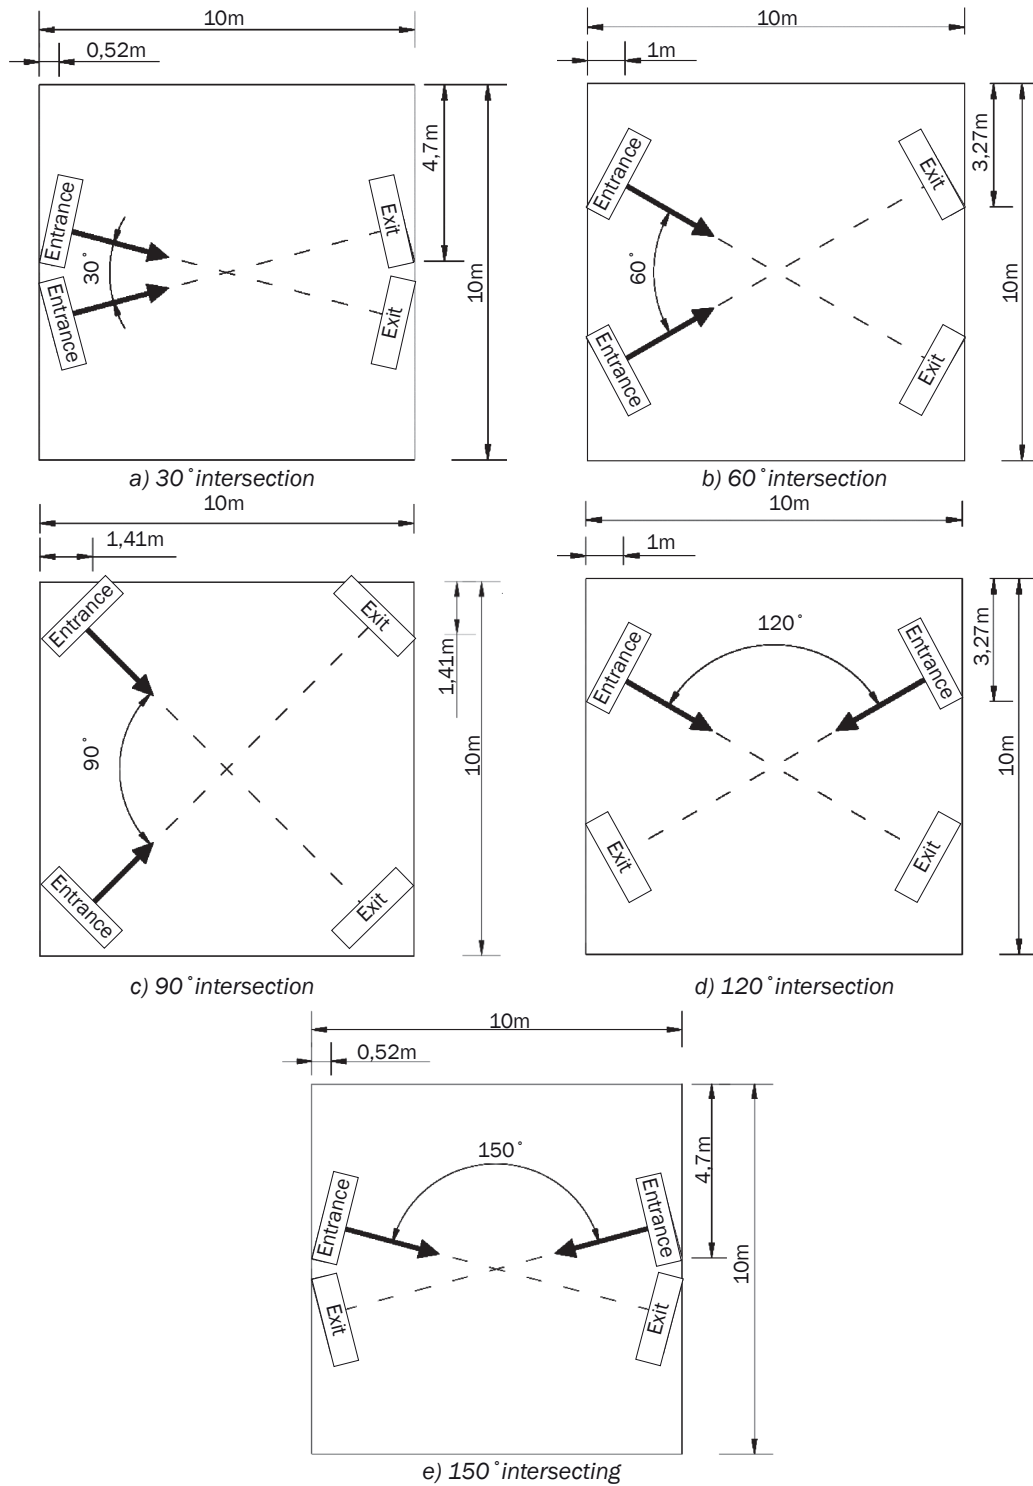 10m
0,52m
4,7m
10m
Entrance
Entrance
30°
Exit
Exit
a) 30° intersection
10m
1m
3,27m
10m
Entrance
Entrance
60°
Exit
Exit
b) 60° intersection
10m
1,41m
1,41m
10m
Entrance
Entrance
90°
Exit
Exit
c) 90° intersection
10m
1m
3,27m
10m
120°
Entrance
Entrance
Exit
Exit
d) 120° intersection
10m
0,52m
4,7m
10m
150°
Entrance
Entrance
Exit
Exit
e) 150° intersecting